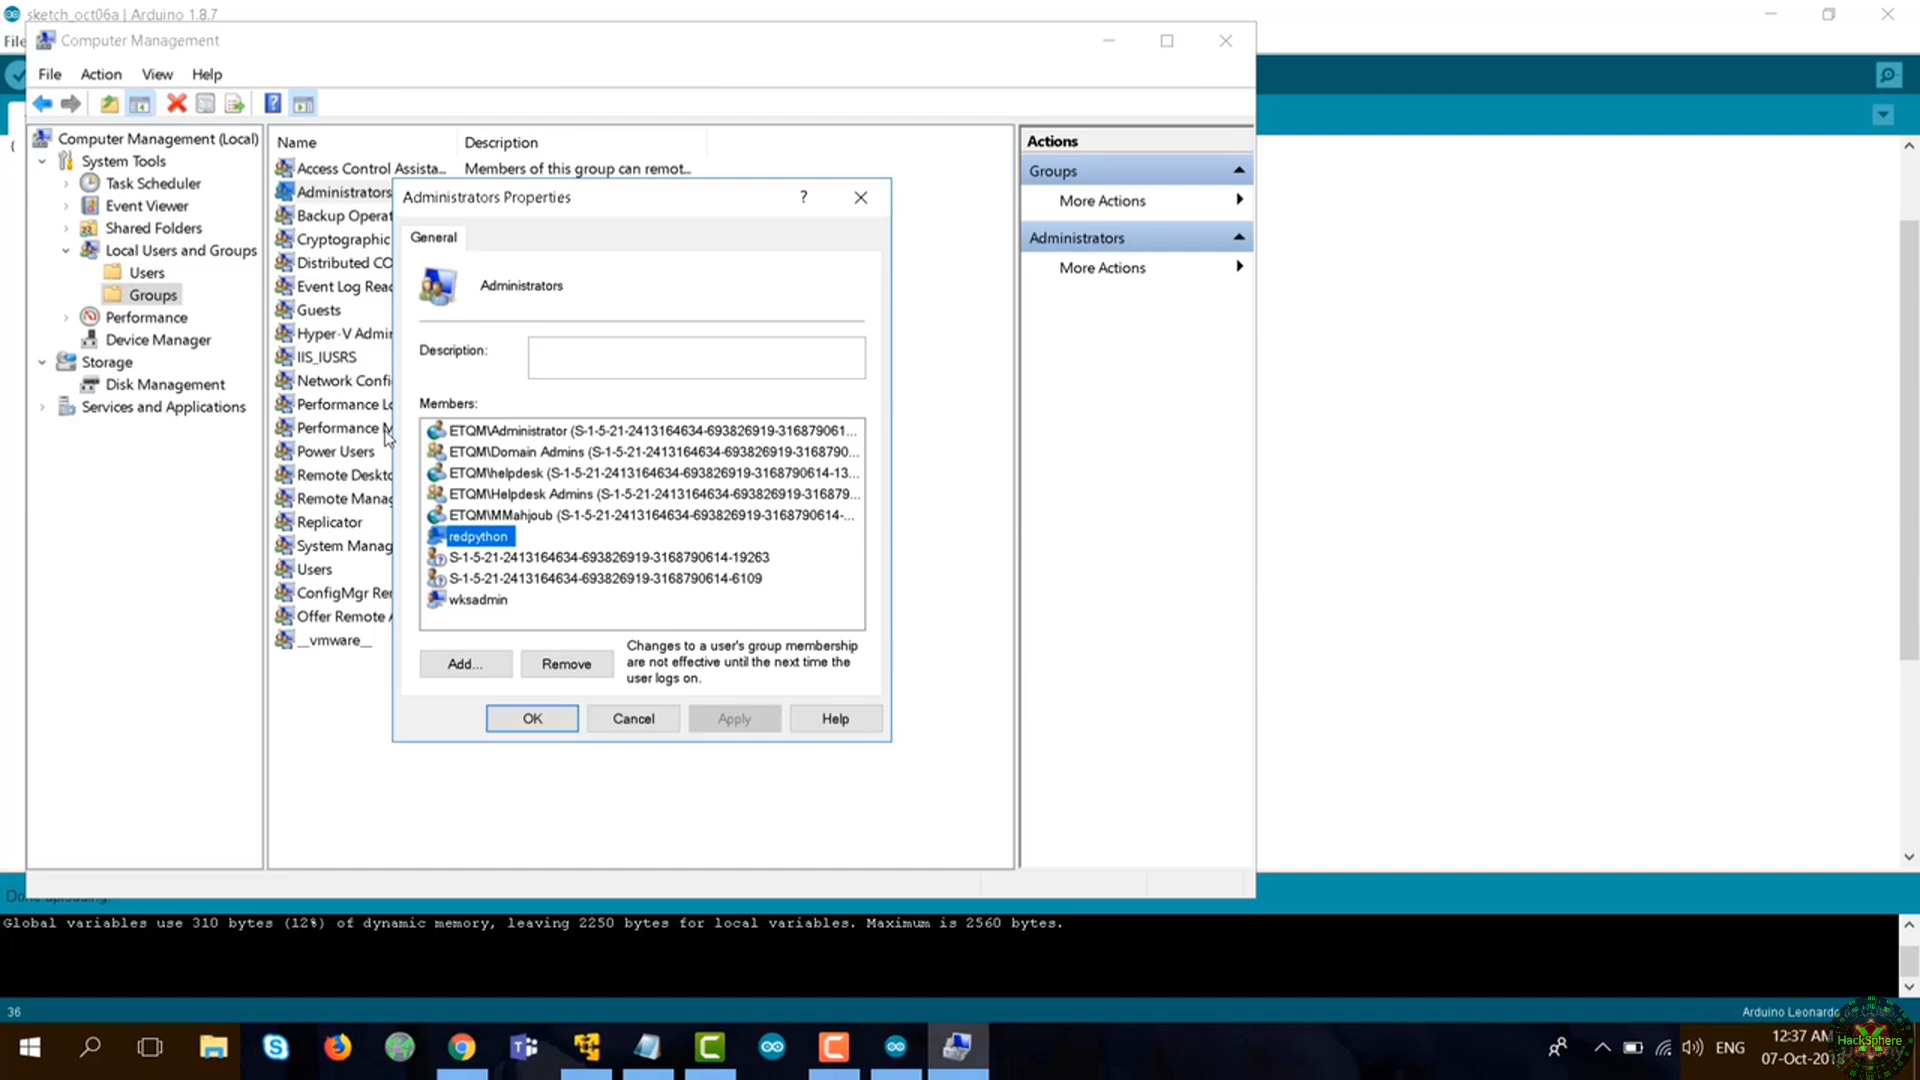 sketch_oct06a | Arduino 1.8.7
File
Computer Management
File Action View Help
Computer Management (Local)
System Tools
Task Scheduler
Event Viewer
Shared Folders
Local Users and Groups
Users
Groups
Performance
Device Manager
Storage
Disk Management
Services and Applications
Name Description
Access Control Assista... Members of this group can remot...
Administrators
Backup Operat
Cryptographic
Distributed CO
Event Log Rea
Guests
Hyper-V Admi
IIS_IUSRS
Network Confi
Performance Lo
Performance M
Power Users
Remote Deskt
Remote Mana
Replicator
System Manag
Users
ConfigMgr Re
Offer Remote A
__vmware__
Administrators Properties ?
General
Administrators
Description:
Members:
ETQM\Administrator (S-1-5-21-2413164634-693826919-316879061...
ETQM\Domain Admins (S-1-5-21-2413164634-693826919-3168790...
ETQM\helpdesk (S-1-5-21-2413164634-693826919-3168790614-13...
ETQM\Helpdesk Admins (S-1-5-21-2413164634-693826919-316879...
ETQM\MMahjoub (S-1-5-21-2413164634-693826919-3168790614-...
redpython
S-1-5-21-2413164634-693826919-3168790614-19263
S-1-5-21-2413164634-693826919-3168790614-6109
wksadmin
Add... Remove
Changes to a user's group membership
are not effective until the next time the
user logs on.
OK Cancel Apply Help
Actions
Groups
More Actions
Administrators
More Actions
{
Done uploading.
Global variables use 310 bytes (12%) of dynamic memory, leaving 2250 bytes for local variables. Maximum is 2560 bytes.
36
Arduino Leonardo
ENG
12:37 AM
07-Oct-201
HackSphere